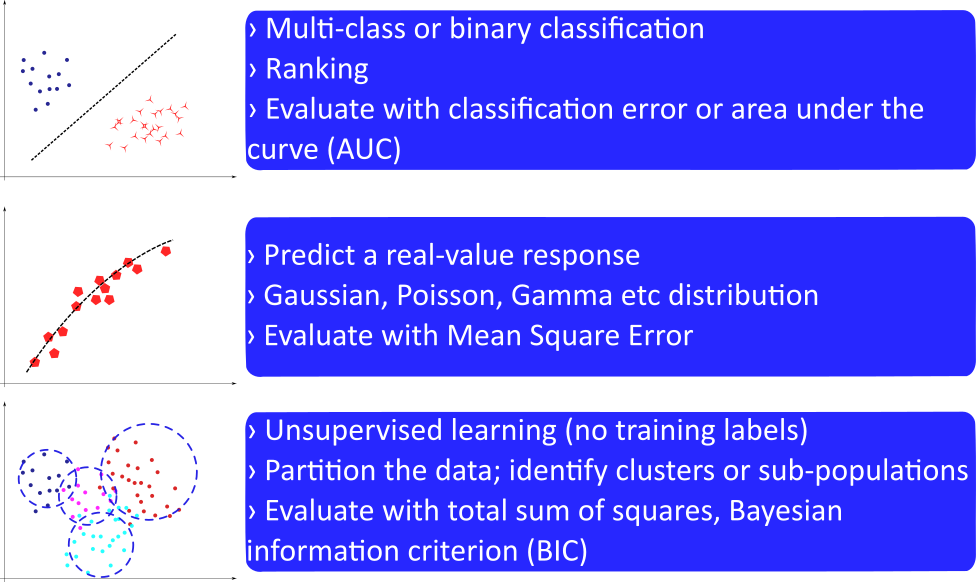 › Multi-class or binary classification
› Ranking
› Evaluate with classification error or area under the
curve (AUC)
› Predict a real-value response
› Gaussian, Poisson, Gamma etc distribution
› Evaluate with Mean Square Error
› Unsupervised learning (no training labels)
› Partition the data; identify clusters or sub-populations
› Evaluate with total sum of squares, Bayesian
information criterion (BIC)